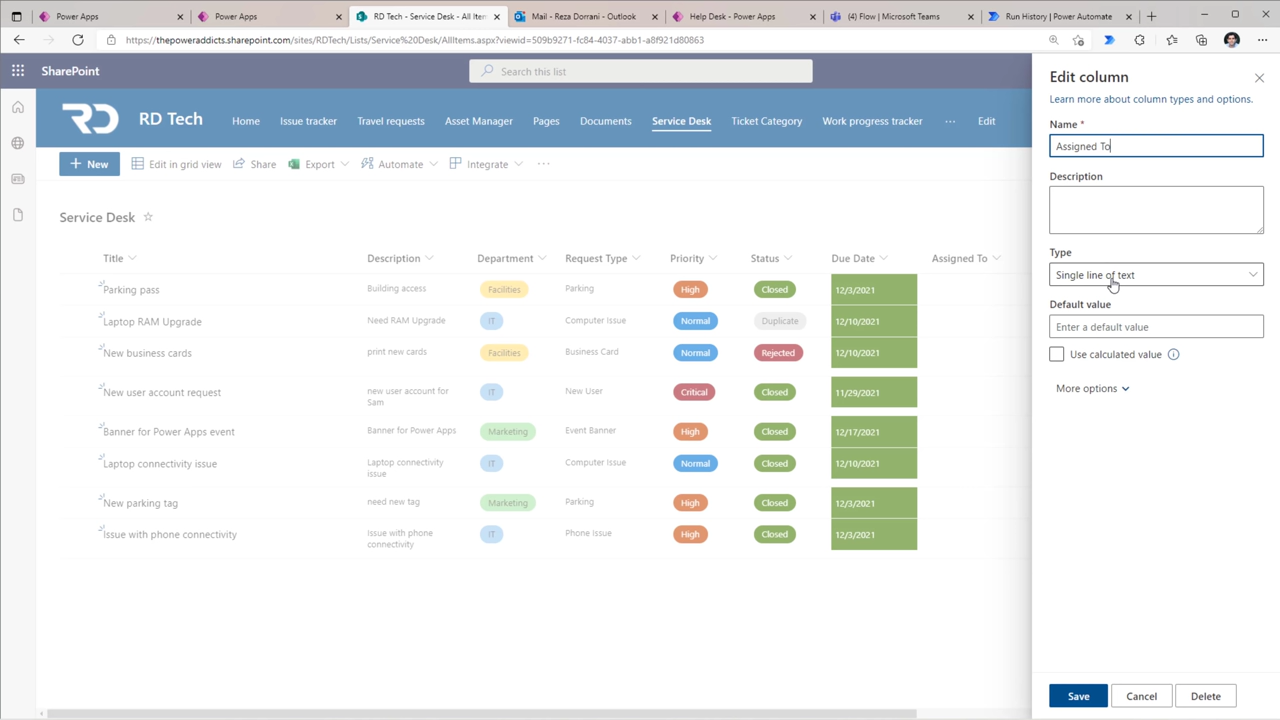 Power Apps
Power Apps
RD Tech - Service Desk - All Item
Mail - Reza Dorrani - Outlook
Help Desk - Power Apps
(4) Flow | Microsoft Teams
Run History | Power Automate
https://thepoweraddicts.sharepoint.com/sites/RDTech/Lists/Service%20Desk/AllItems.aspx?viewid=509b9271-fc84-4037-abb1-a8f921d80863
SharePoint
Search this list
RD Tech
Home
Issue tracker
Travel requests
Asset Manager
Pages
Documents
Service Desk
Ticket Category
Work progress tracker
Edit
New
Edit in grid view
Share
Export
Automate
Integrate
Service Desk
Title Description Department Request Type Priority Status Due Date Assigned To
Parking pass Building access Facilities Parking High Closed 12/3/2021
Laptop RAM Upgrade Need RAM Upgrade IT Computer Issue Normal Duplicate 12/10/2021
New business cards print new cards Facilities Business Card Normal Rejected 12/10/2021
New user account request new user account for
Sam IT New User Critical Closed 11/29/2021
Banner for Power Apps event Banner for Power Apps Marketing Event Banner High Closed 12/17/2021
Laptop connectivity issue Laptop connectivity
issue IT Computer Issue Normal Closed 12/10/2021
New parking tag need new tag Marketing Parking High Closed 12/3/2021
Issue with phone connectivity Issue with phone
connectivity IT Phone issue High Closed 12/3/2021
Edit column
Learn more about column types and options.
Name *
Assigned To
Description
Type
Single line of text
Default value
Enter a default value
Use calculated value
More options
Save
Cancel
Delete